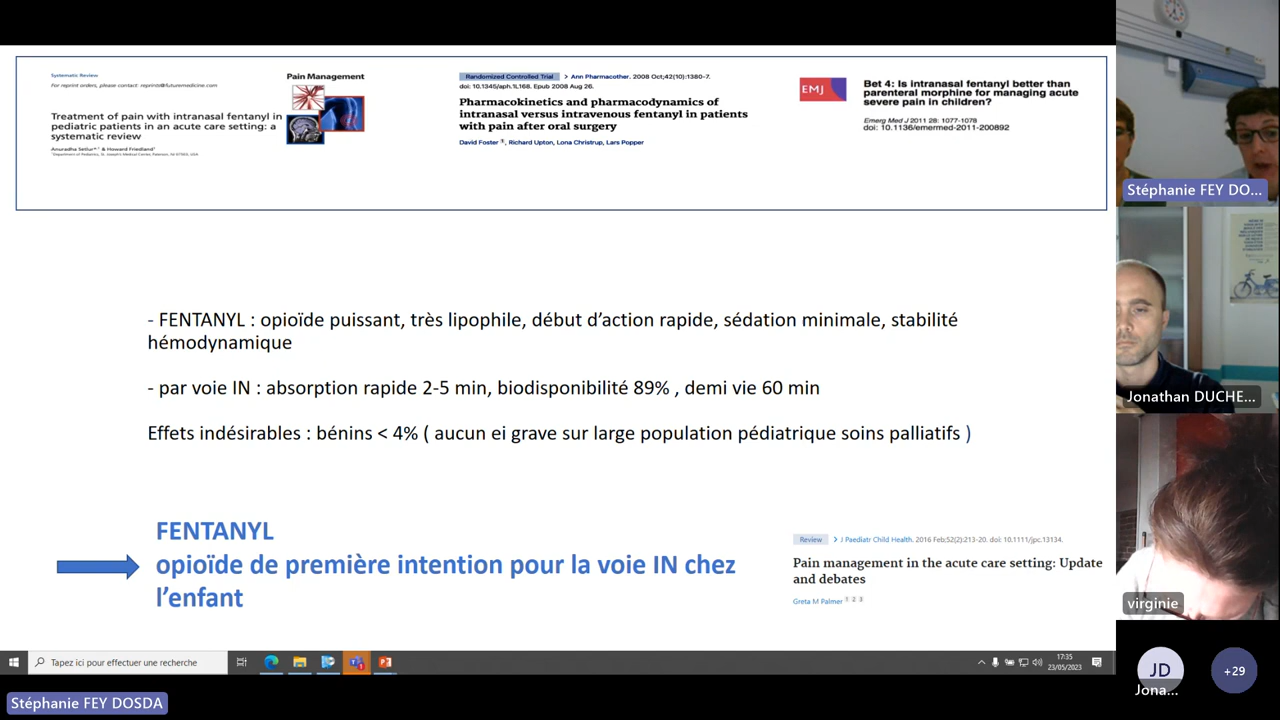 Systematic Review
For reprint orders, please contact: reprints@futuremedicine.com
Pain Management
Treatment of pain with intranasal fentanyl in
pediatric patients in an acute care setting: a
systematic review
Anuradha Setlur*¹ & Howard Friedland¹
Randomized Controlled Trial > Ann Pharmacother. 2008 Oct;42(10):1380-7.
doi: 10.1345/aph.1L168. Epub 2008 Aug 26.
Pharmacokinetics and pharmacodynamics of
intranasal versus intravenous fentanyl in patients
with pain after oral surgery
David Foster ¹, Richard Upton, Lona Christrup, Lars Popper
EMJ
Bet 4: Is intranasal fentanyl better than
parenteral morphine for managing acute
severe pain in children?
Emerg Med J 2011 28: 1077-1078
doi: 10.1136/emermed-2011-200892
- FENTANYL : opioïde puissant, très lipophile, début d’action rapide, sédation minimale, stabilité
hémodynamique
- par voie IN : absorption rapide 2-5 min, biodisponibilité 89% , demi vie 60 min
Effets indésirables : bénins < 4% ( aucun ei grave sur large population pédiatrique soins palliatifs )
FENTANYL
opioïde de première intention pour la voie IN chez
l’enfant
Review > J Paediatr Child Health. 2016 Feb;52(2):213-20. doi: 10.1111/jpc.13134.
Pain management in the acute care setting: Update
and debates
Greta M Palmer ¹ ² ³
Stéphanie FEY DO...
Jonathan DUCHE...
virginie
JD
Jona...
+29
Tapez ici pour effectuer une recherche
17:35
23/05/2023
Stéphanie FEY DOSDA